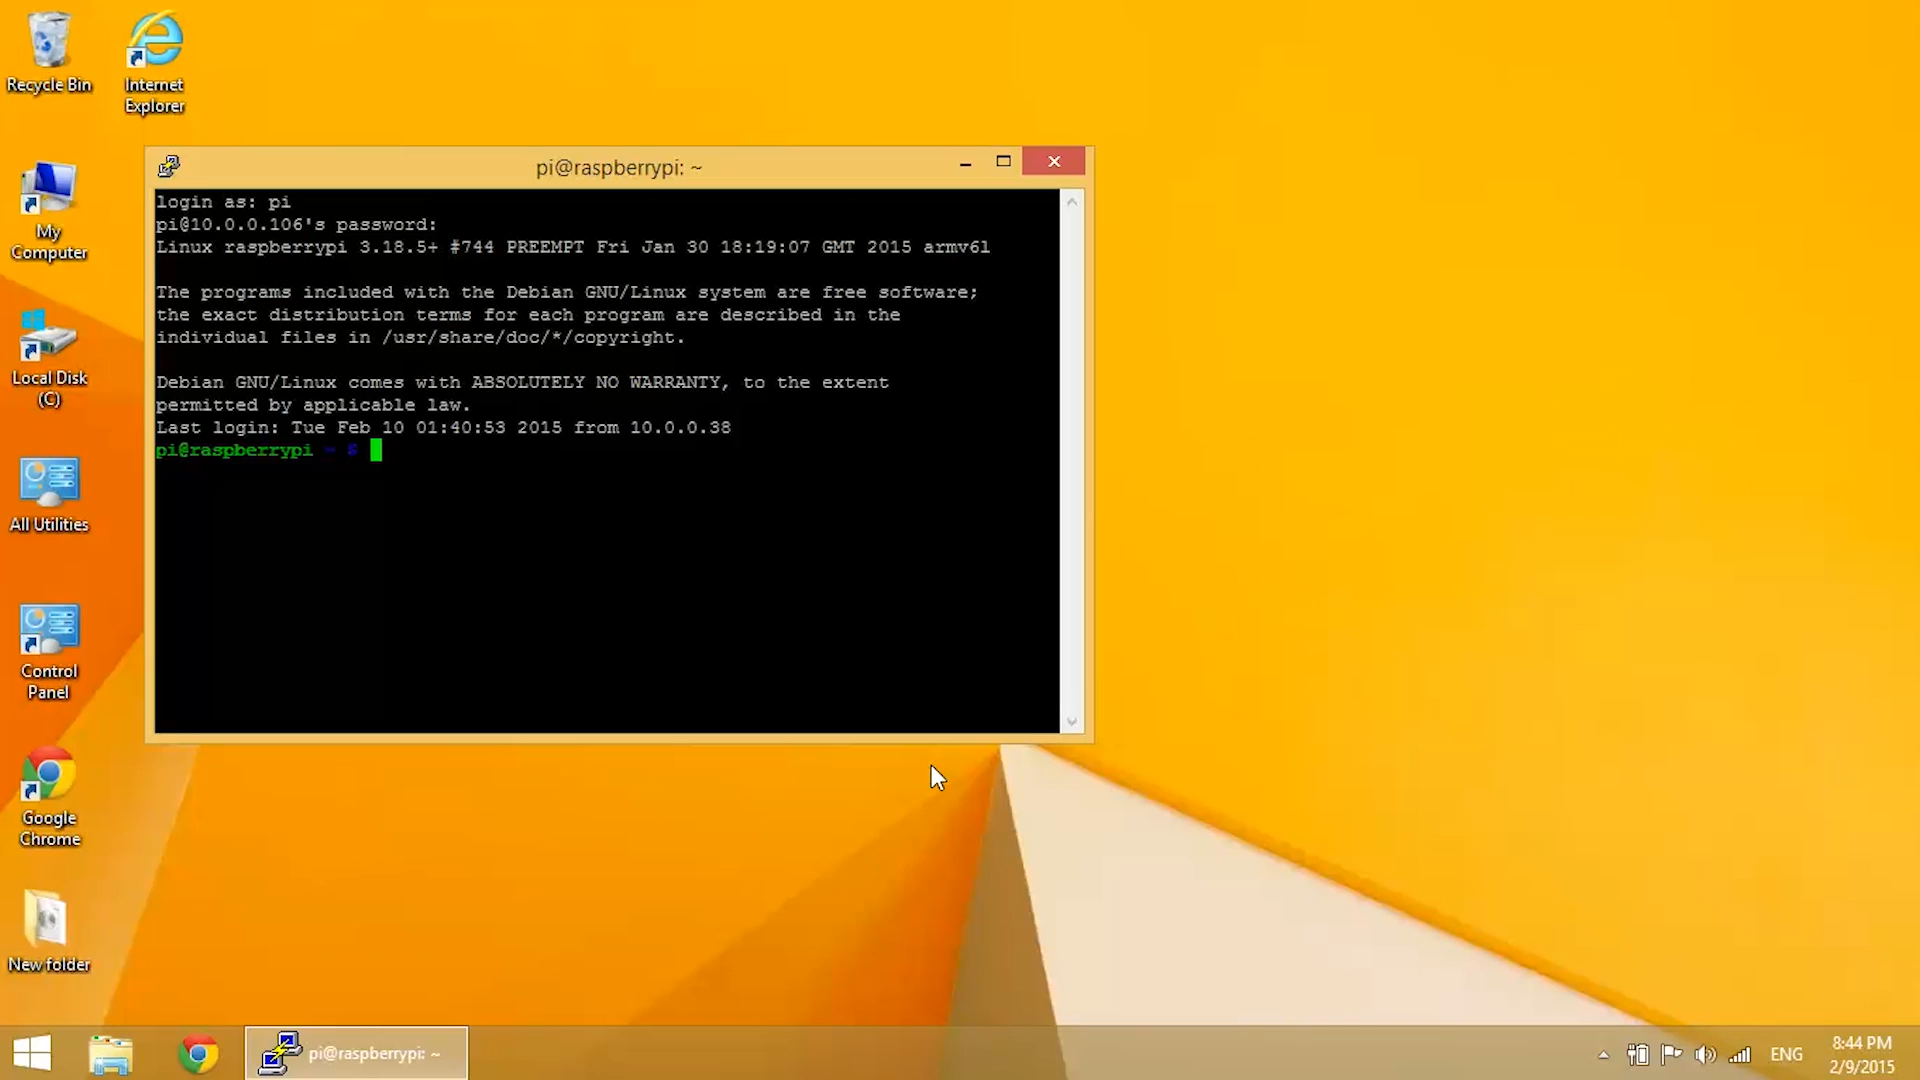 Recycle Bin
Internet
Explorer
My
Computer
Local Disk
(C)
All Utilities
Control
Panel
Google
Chrome
New folder
pi@raspberrypi: ~
login as: pi
pi@10.0.0.106's password:
Linux raspberrypi 3.18.5+ #744 PREEMPT Fri Jan 30 18:19:07 GMT 2015 armv6l
The programs included with the Debian GNU/Linux system are free software;
the exact distribution terms for each program are described in the
individual files in /usr/share/doc/*/copyright.
Debian GNU/Linux comes with ABSOLUTELY NO WARRANTY, to the extent
permitted by applicable law.
Last login: Tue Feb 10 01:40:53 2015 from 10.0.0.38
pi@raspberrypi ~ $
pi@raspberrypi: ~
ENG
8:44 PM
2/9/2015